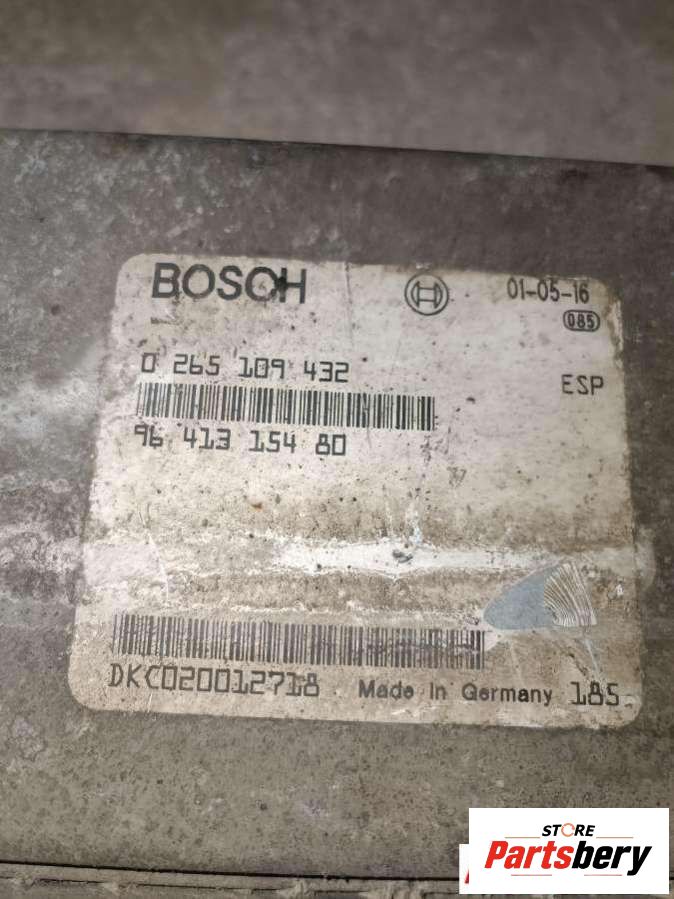 BOSCH
01-05-16
085
0 265 109 432
ESP
96 413 154 80
DKC020012718 Made in Germany 185
STORE
Partsbery